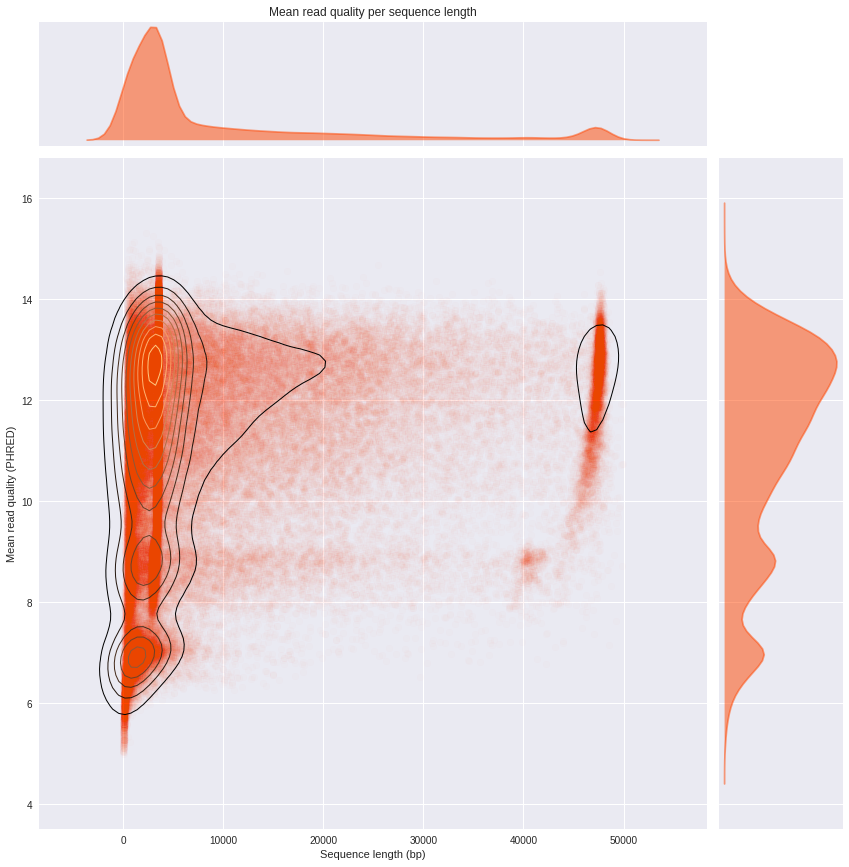 Mean read quality per sequence length
Mean read quality (PHRED)
16
14
12
10
8
6
4
0 10000 20000 30000 40000 50000
Sequence length (bp)